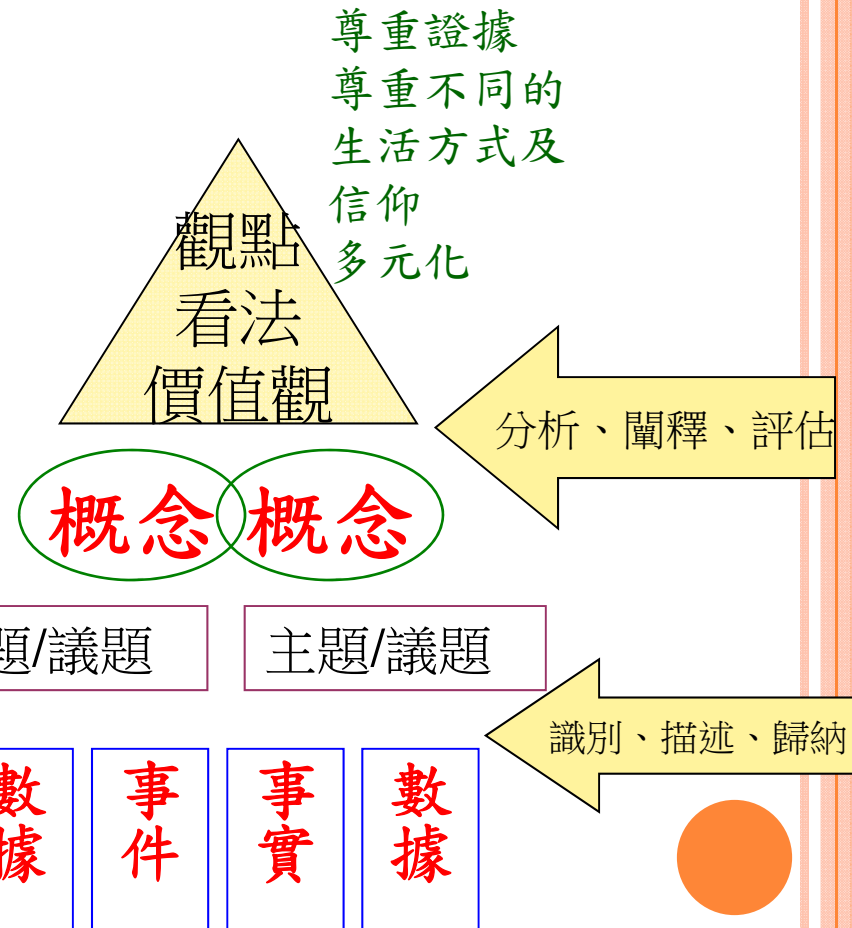 尊重證據
尊重不同的
生活方式及
信仰
多元化
觀點
看法
價值觀
分析、闡釋、評估
概念 概念
題/議題 主題/議題
識別、描述、歸納
數據 事件 事實 數據